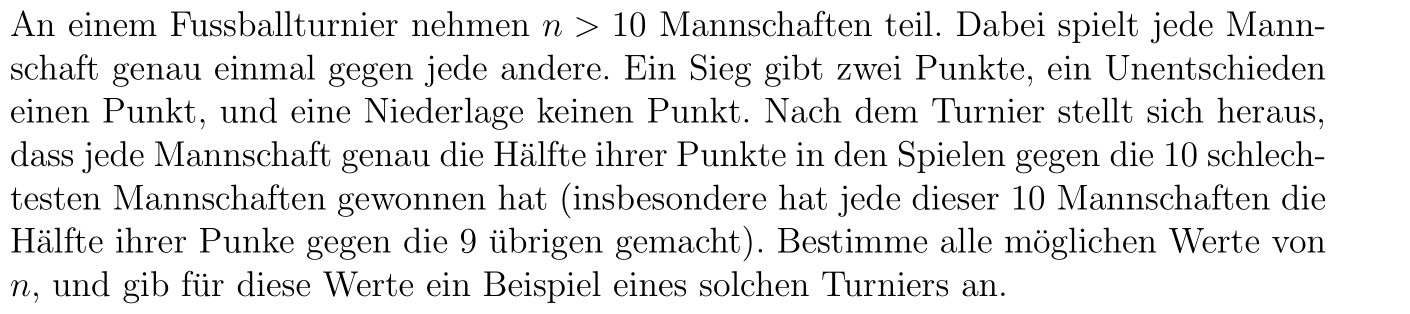 An einem Fussballturnier nehmen n > 10 Mannschaften teil. Dabei spielt jede Mann-
schaft genau einmal gegen jede andere. Ein Sieg gibt zwei Punkte, ein Unentschieden
einen Punkt, und eine Niederlage keinen Punkt. Nach dem Turnier stellt sich heraus,
dass jede Mannschaft genau die Hälfte ihrer Punkte in den Spielen gegen die 10 schlech-
testen Mannschaften gewonnen hat (insbesondere hat jede dieser 10 Mannschaften die
Hälfte ihrer Punke gegen die 9 übrigen gemacht). Bestimme alle möglichen Werte von
n, und gib für diese Werte ein Beispiel eines solchen Turniers an.